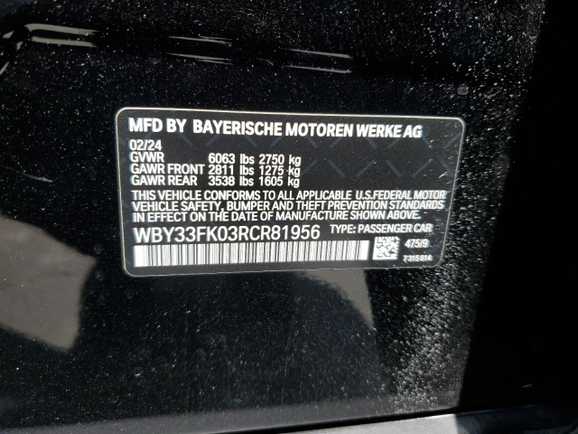 MFD BY BAYERISCHE MOTOREN WERKE AG
02/24
GVWR 6063 lbs 2750 kg
GAWR FRONT 2811 lbs 1275 kg
GAWR REAR 3538 lbs 1605 kg
THIS VEHICLE CONFORMS TO ALL APPLICABLE U.S.FEDERAL MOTOR
VEHICLE SAFETY, BUMPER AND THEFT PREVENTION STANDARDS
IN EFFECT ON THE DATE OF MANUFACTURE SHOWN ABOVE.
WBY33FK03RCR81956 TYPE: PASSENGER CAR
475/9
7315814